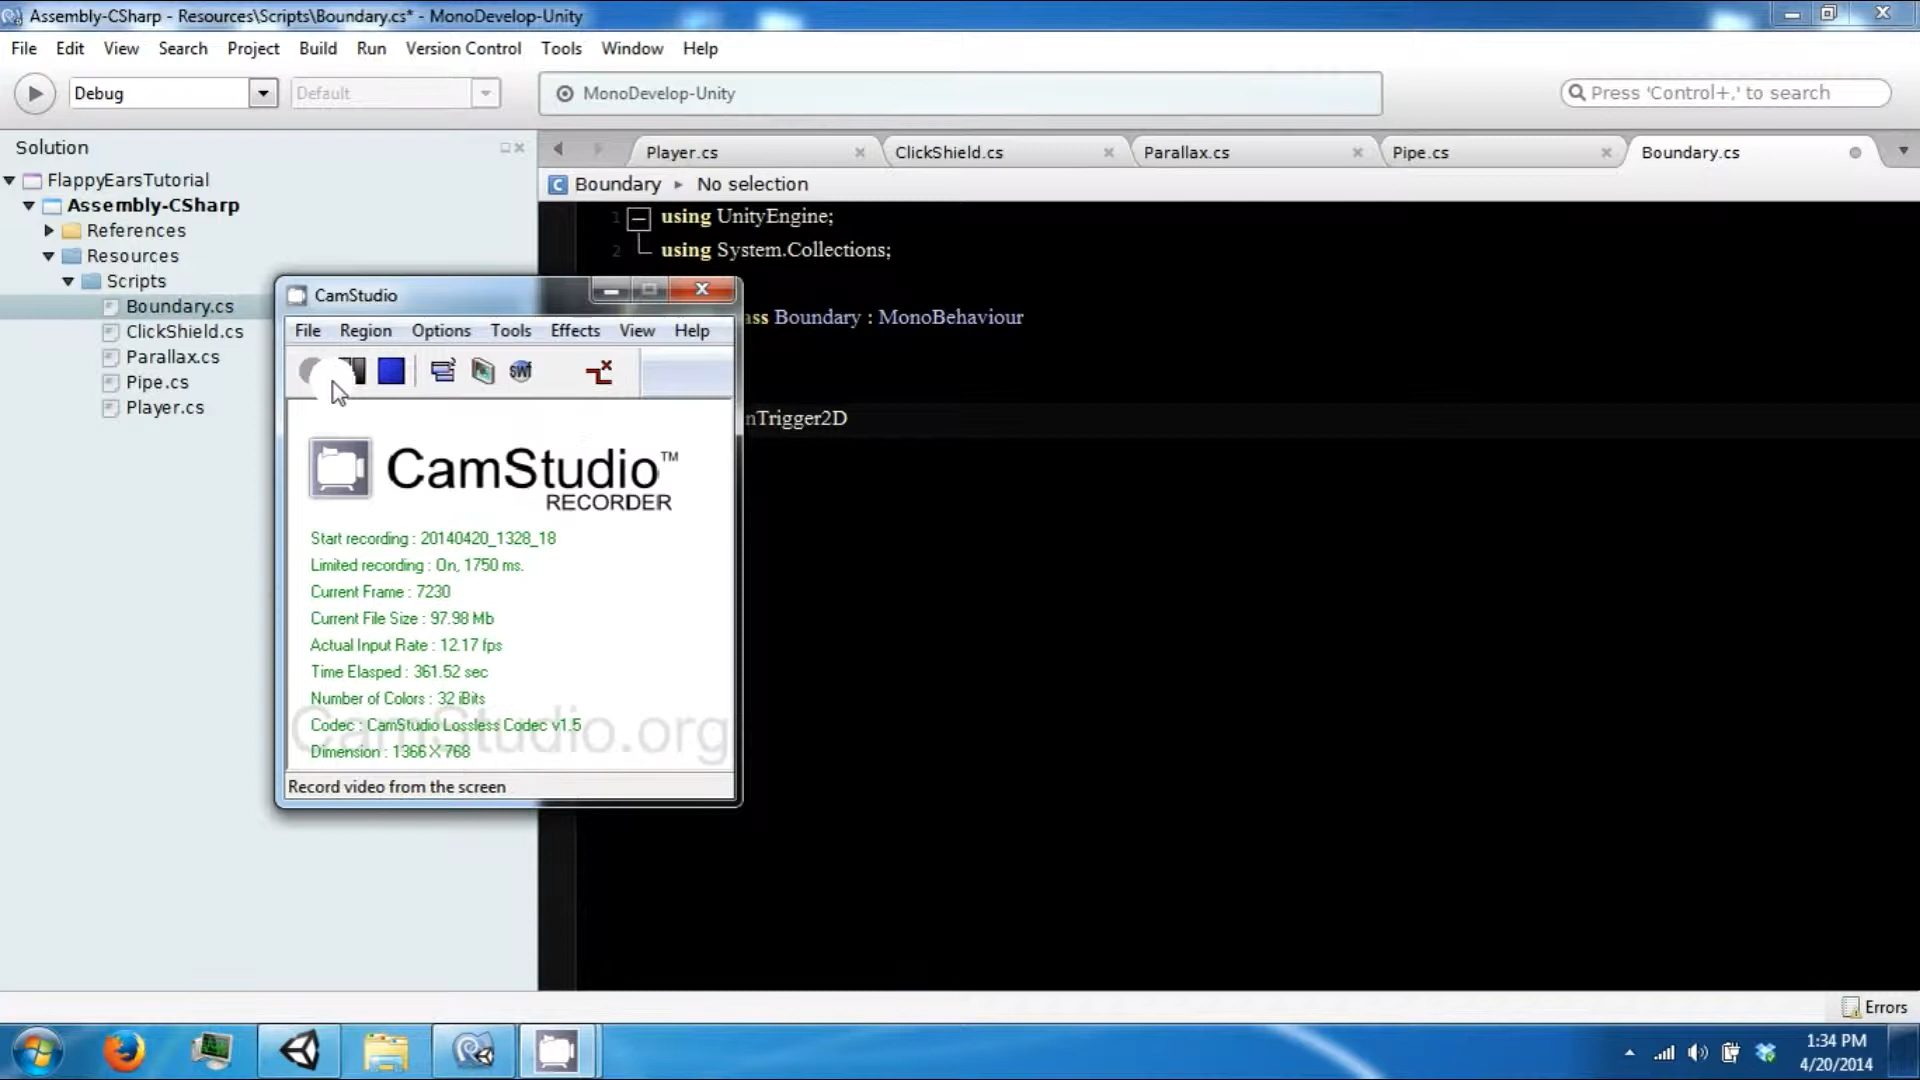 Assembly-CSharp - Resources\Scripts\Boundary.cs* - MonoDevelop-Unity
File Edit View Search Project Build Run Version Control Tools Window Help
Debug Default MonoDevelop-Unity Press 'Control+,' to search
Solution
FlappyEarsTutorial
Assembly-CSharp
References
Resources
Scripts
Boundary.cs
ClickShield.cs
Parallax.cs
Pipe.cs
Player.cs
Player.cs ClickShield.cs Parallax.cs Pipe.cs Boundary.cs
C Boundary No selection
1 using UnityEngine;
2 using System.Collections;
ass Boundary : MonoBehaviour
nTrigger2D
CamStudio
File Region Options Tools Effects View Help
swf
CamStudio™
RECORDER
Start recording : 20140420_1328_18
Limited recording : On, 1750 ms.
Current Frame : 7230
Current File Size : 97.98 Mb
Actual Input Rate : 12.17 fps
Time Elasped : 361.52 sec
Number of Colors : 32 iBits
Codec : CamStudio Lossless Codec v1.5
Dimension : 1366 X 768
CamStudio.org
Record video from the screen
Errors
1:34 PM
4/20/2014